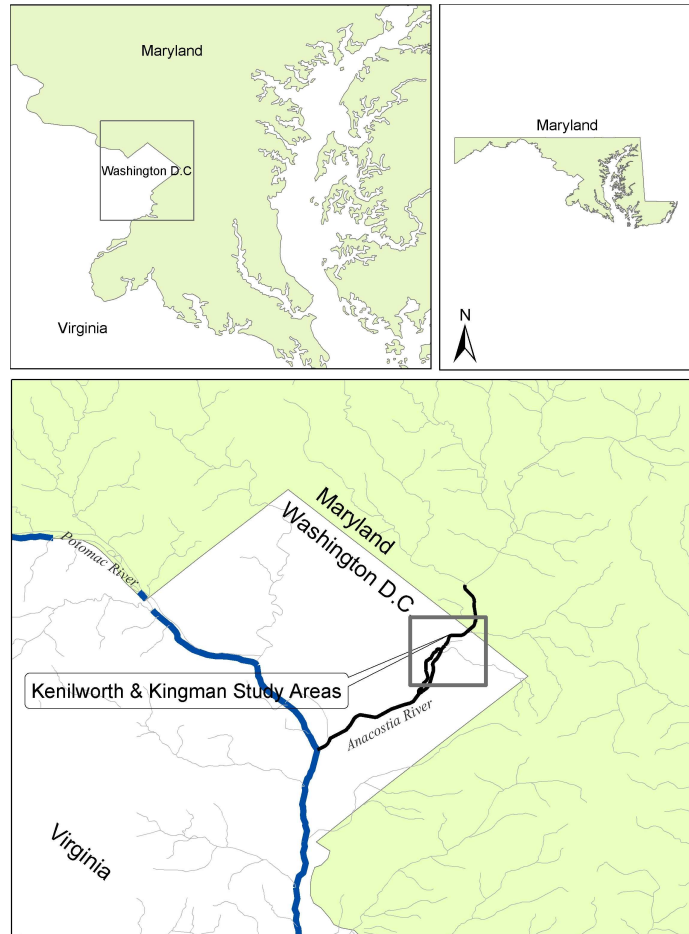 Maryland
Washington D.C
Virginia
Maryland
N
Maryland
Washington D.C
Potomac River
Kenilworth & Kingman Study Areas
Anacostia River
Virginia